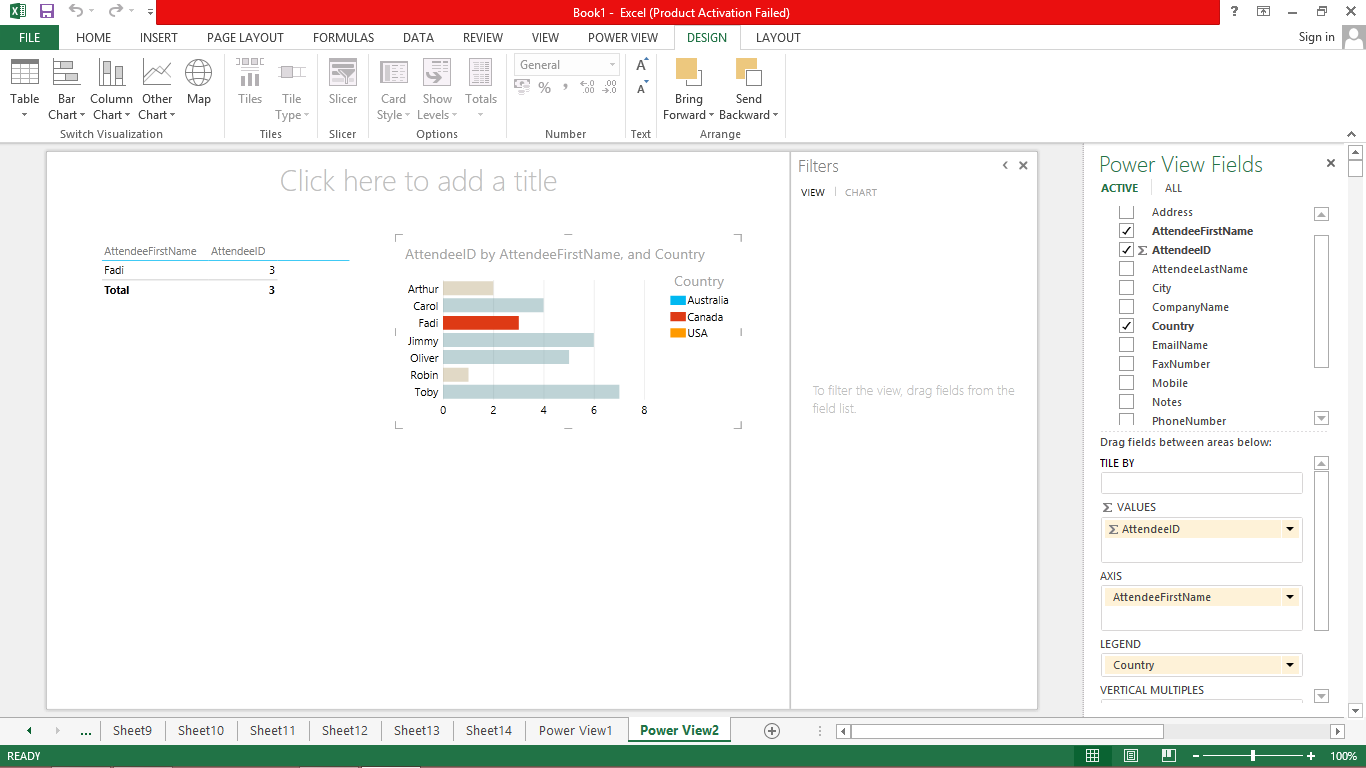 Book1 - Excel (Product Activation Failed)
?
FILE HOME INSERT PAGE LAYOUT FORMULAS DATA REVIEW VIEW POWER VIEW DESIGN LAYOUT Sign in
Table Bar Chart Column Chart Other Chart Map
Switch Visualization
Tiles Tile Type
Tiles
Slicer
Slicer
Card Style Show Levels Totals
Options
General
% , ←.0 .00 .00 →.0
Number
A A
Text
Bring Forward Send Backward
Arrange
Click here to add a title
AttendeeFirstName AttendeeID
Fadi 3
Total 3
AttendeeID by AttendeeFirstName, and Country
Country
Australia
Canada
USA
Arthur
Carol
Fadi
Jimmy
Oliver
Robin
Toby
0 2 4 6 8
Filters
VIEW CHART
To filter the view, drag fields from the
field list.
Power View Fields
ACTIVE ALL
Address
AttendeeFirstName
Σ AttendeeID
AttendeeLastName
City
CompanyName
Country
EmailName
FaxNumber
Mobile
Notes
PhoneNumber
Drag fields between areas below:
TILE BY
Σ VALUES
Σ AttendeeID
AXIS
AttendeeFirstName
LEGEND
Country
VERTICAL MULTIPLES
... Sheet9 Sheet10 Sheet11 Sheet12 Sheet13 Sheet14 Power View1 Power View2
READY 100%